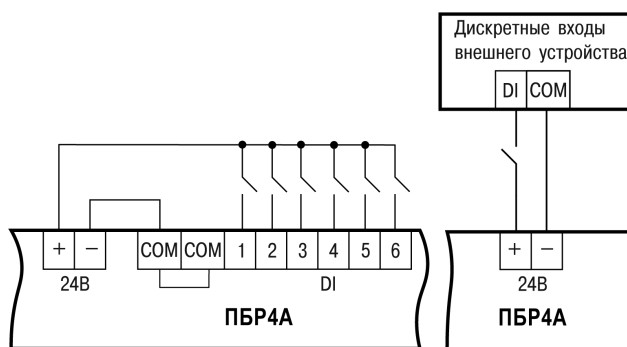 Дискретные входы
внешнего устройства
DI COM
+ − COM COM 1 2 3 4 5 6
24В DI
ПБР4А
+ −
24В
ПБР4А